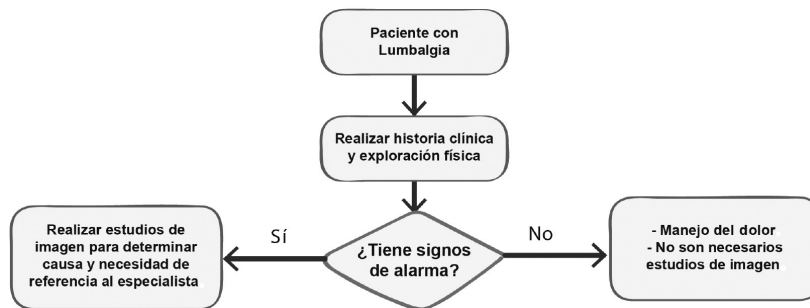 Paciente con
Lumbalgia
Realizar historia clínica
y exploración física
¿Tiene signos
de alarma?
Sí
No
Realizar estudios de
imagen para determinar
causa y necesidad de
referencia al especialista.
- Manejo del dolor
- No son necesarios
estudios de imagen